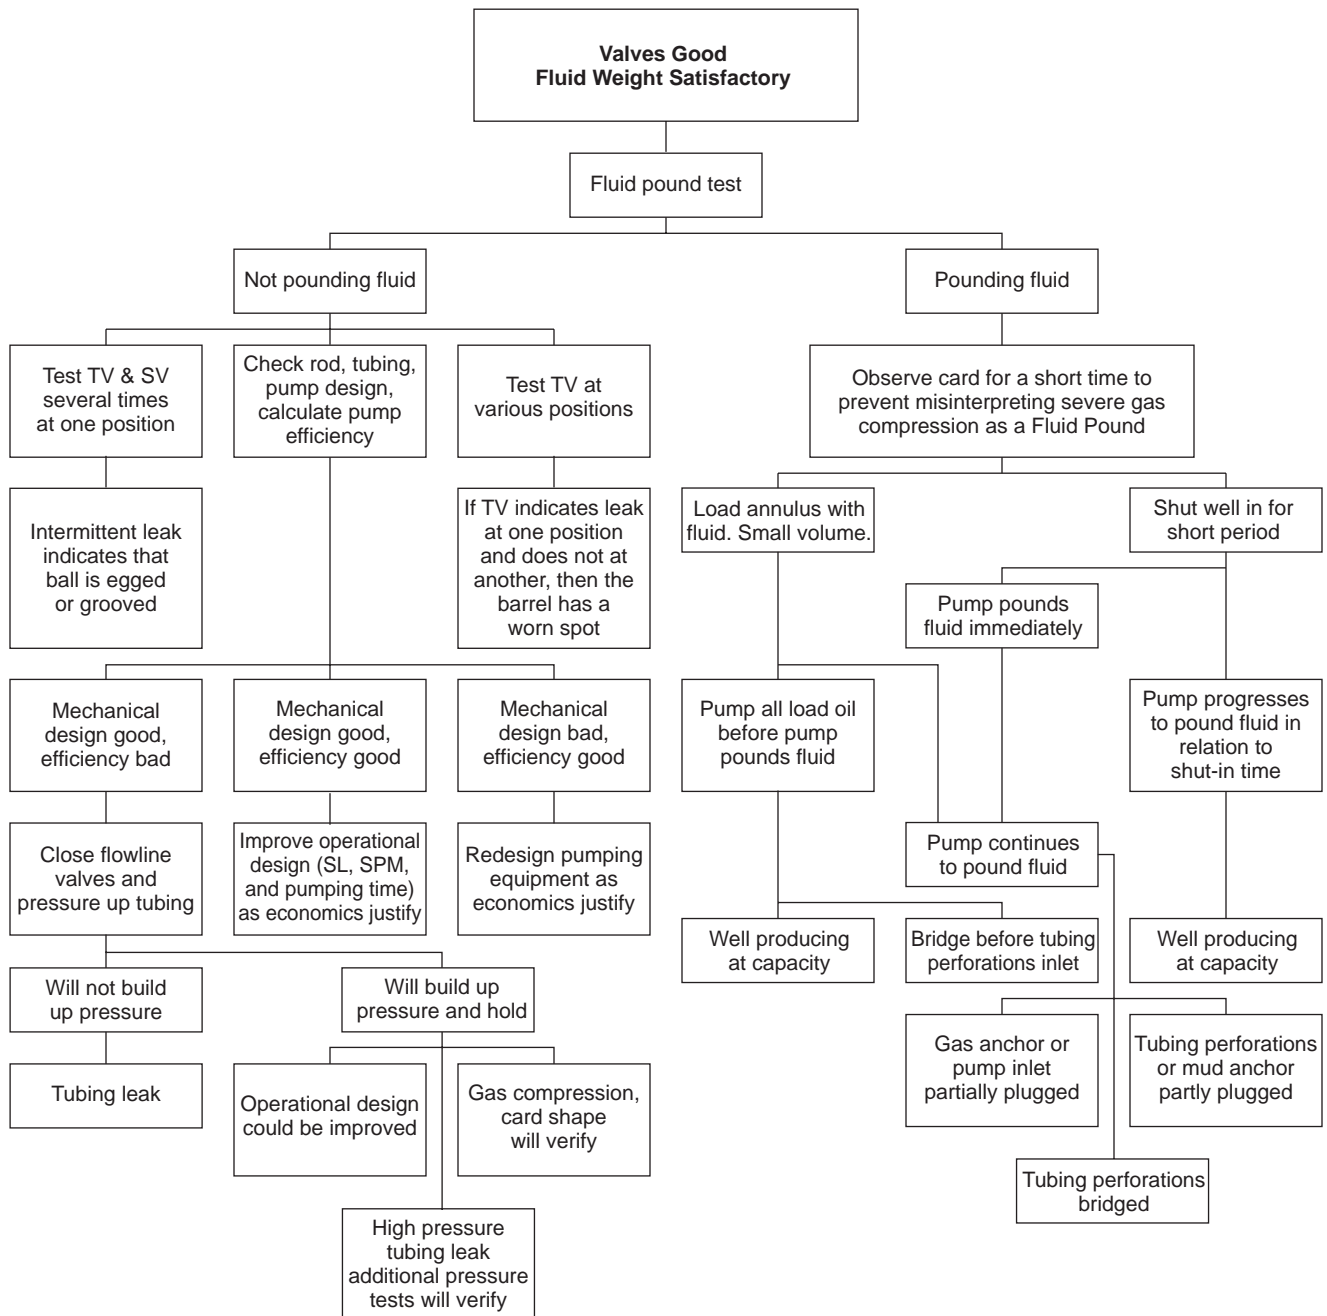 Valves Good
Fluid Weight Satisfactory
Fluid pound test
Not pounding fluid
Pounding fluid
Test TV & SV
several times
at one position
Check rod, tubing,
pump design,
calculate pump
efficiency
Test TV at
various positions
Observe card for a short time to
prevent misinterpreting severe gas
compression as a Fluid Pound
Intermittent leak
indicates that
ball is egged
or grooved
If TV indicates leak
at one position
and does not at
another, then the
barrel has a
worn spot
Load annulus with
fluid. Small volume.
Shut well in for
short period
Pump pounds
fluid immediately
Mechanical
design good,
efficiency bad
Mechanical
design good,
efficiency good
Mechanical
design bad,
efficiency good
Pump all load oil
before pump
pounds fluid
Pump progresses
to pound fluid in
relation to
shut-in time
Close flowline
valves and
pressure up tubing
Improve operational
design (SL, SPM,
and pumping time)
as economics justify
Redesign pumping
equipment as
economics justify
Pump continues
to pound fluid
Well producing
at capacity
Bridge before tubing
perforations inlet
Well producing
at capacity
Will not build
up pressure
Will build up
pressure and hold
Tubing leak
Operational design
could be improved
Gas compression,
card shape
will verify
Gas anchor or
pump inlet
partially plugged
Tubing perforations
or mud anchor
partly plugged
Tubing perforations
bridged
High pressure
tubing leak
additional pressure
tests will verify